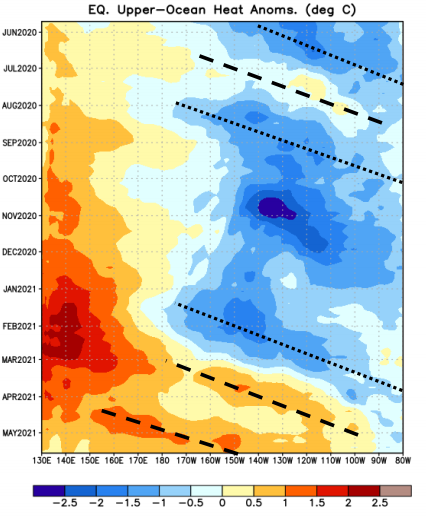 EQ. Upper-Ocean Heat Anoms. (deg C)
JUN2020
JUL2020
AUG2020
SEP2020
OCT2020
NOV2020
DEC2020
JAN2021
FEB2021
MAR2021
APR2021
MAY2021
130E 140E 150E 160E 170E 180 170W 160W 150W 140W 130W 120W 110W 100W 90W 80W
-2.5 -2 -1.5 -1 -0.5 0 0.5 1 1.5 2 2.5